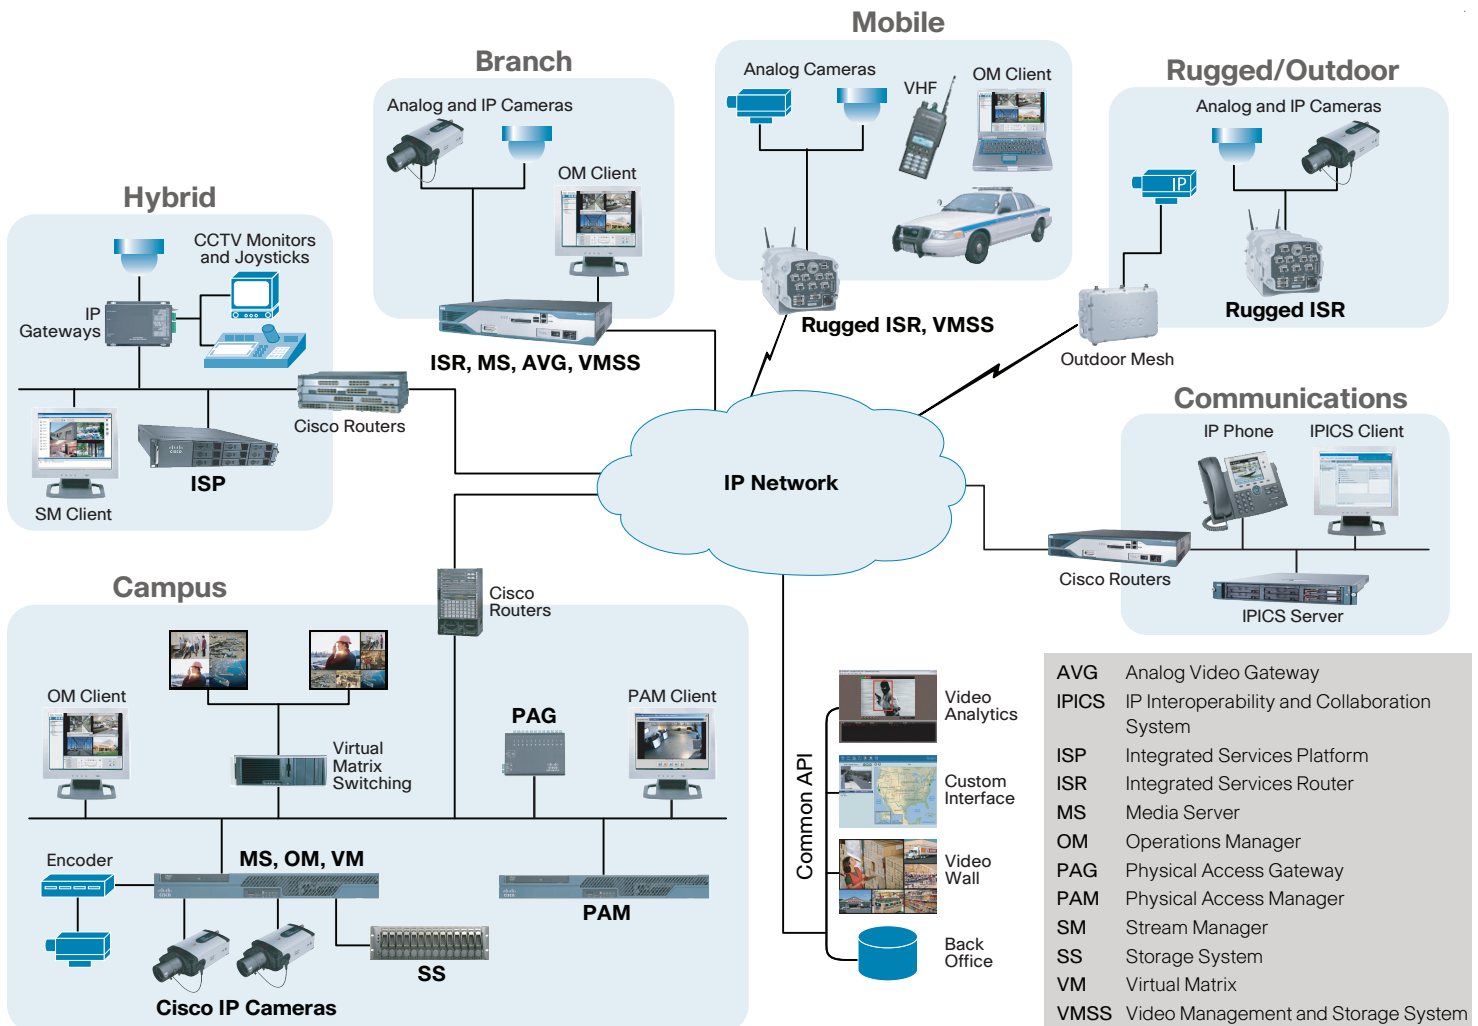 Mobile
Branch
Rugged/Outdoor
Hybrid
Analog Cameras
VHF
OM Client
Analog and IP Cameras
OM Client
Analog and IP Cameras
IP
CCTV Monitors
and Joysticks
IP
Gateways
ISR, MS, AVG, VMSS
Rugged ISR, VMSS
Rugged ISR
Outdoor Mesh
Cisco Routers
ISP
SM Client
IP Network
Communications
IP Phone
IPICS Client
Cisco Routers
IPICS Server
Campus
Cisco
Routers
OM Client
Virtual
Matrix
Switching
PAG
PAM Client
Encoder
MS, OM, VM
PAM
SS
Cisco IP Cameras
Common API
Video
Analytics
Custom
Interface
Video
Wall
Back
Office
AVG Analog Video Gateway
IPICS IP Interoperability and Collaboration
System
ISP Integrated Services Platform
ISR Integrated Services Router
MS Media Server
OM Operations Manager
PAG Physical Access Gateway
PAM Physical Access Manager
SM Stream Manager
SS Storage System
VM Virtual Matrix
VMSS Video Management and Storage System